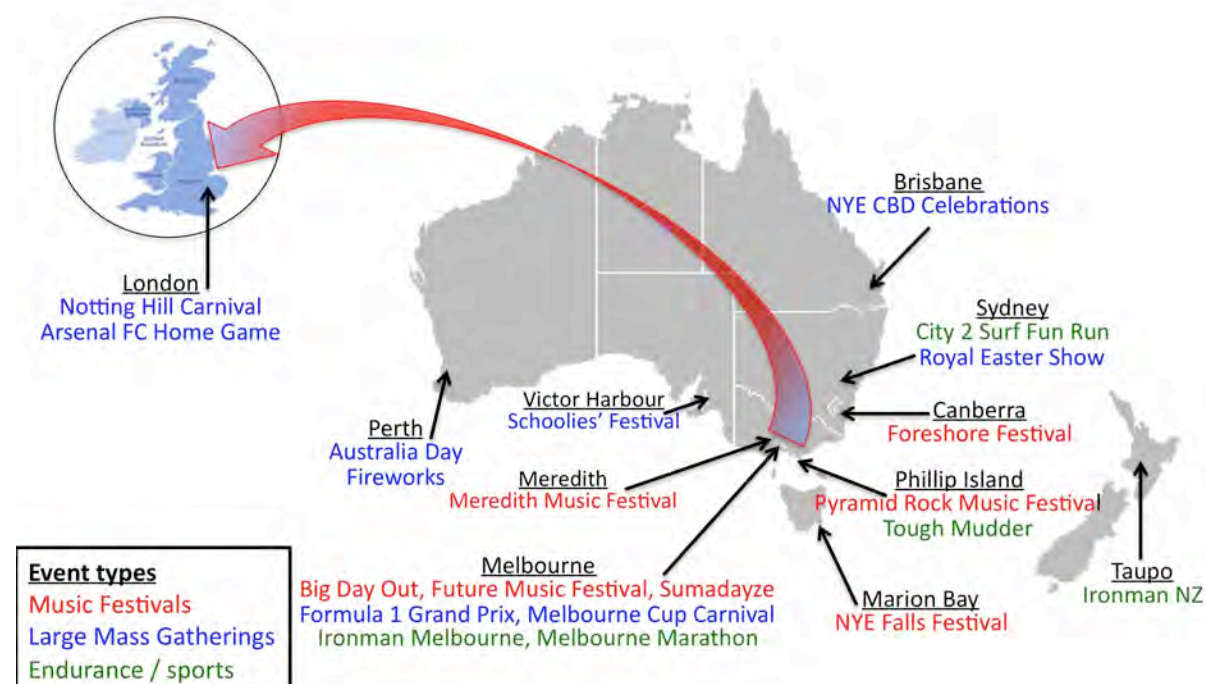 London
Notting Hill Carnival
Arsenal FC Home Game
Brisbane
NYE CBD Celebrations
Sydney
City 2 Surf Fun Run
Royal Easter Show
Victor Harbour
Schoolies' Festival
Canberra
Foreshore Festival
Perth
Australia Day
Fireworks
Meredith
Meredith Music Festival
Phillip Island
Pyramid Rock Music Festival
Tough Mudder
Melbourne
Big Day Out, Future Music Festival, Sumadayze
Formula 1 Grand Prix, Melbourne Cup Carnival
Ironman Melbourne, Melbourne Marathon
Marion Bay
NYE Falls Festival
Taupo
Ironman NZ
Event types
Music Festivals
Large Mass Gatherings
Endurance / sports